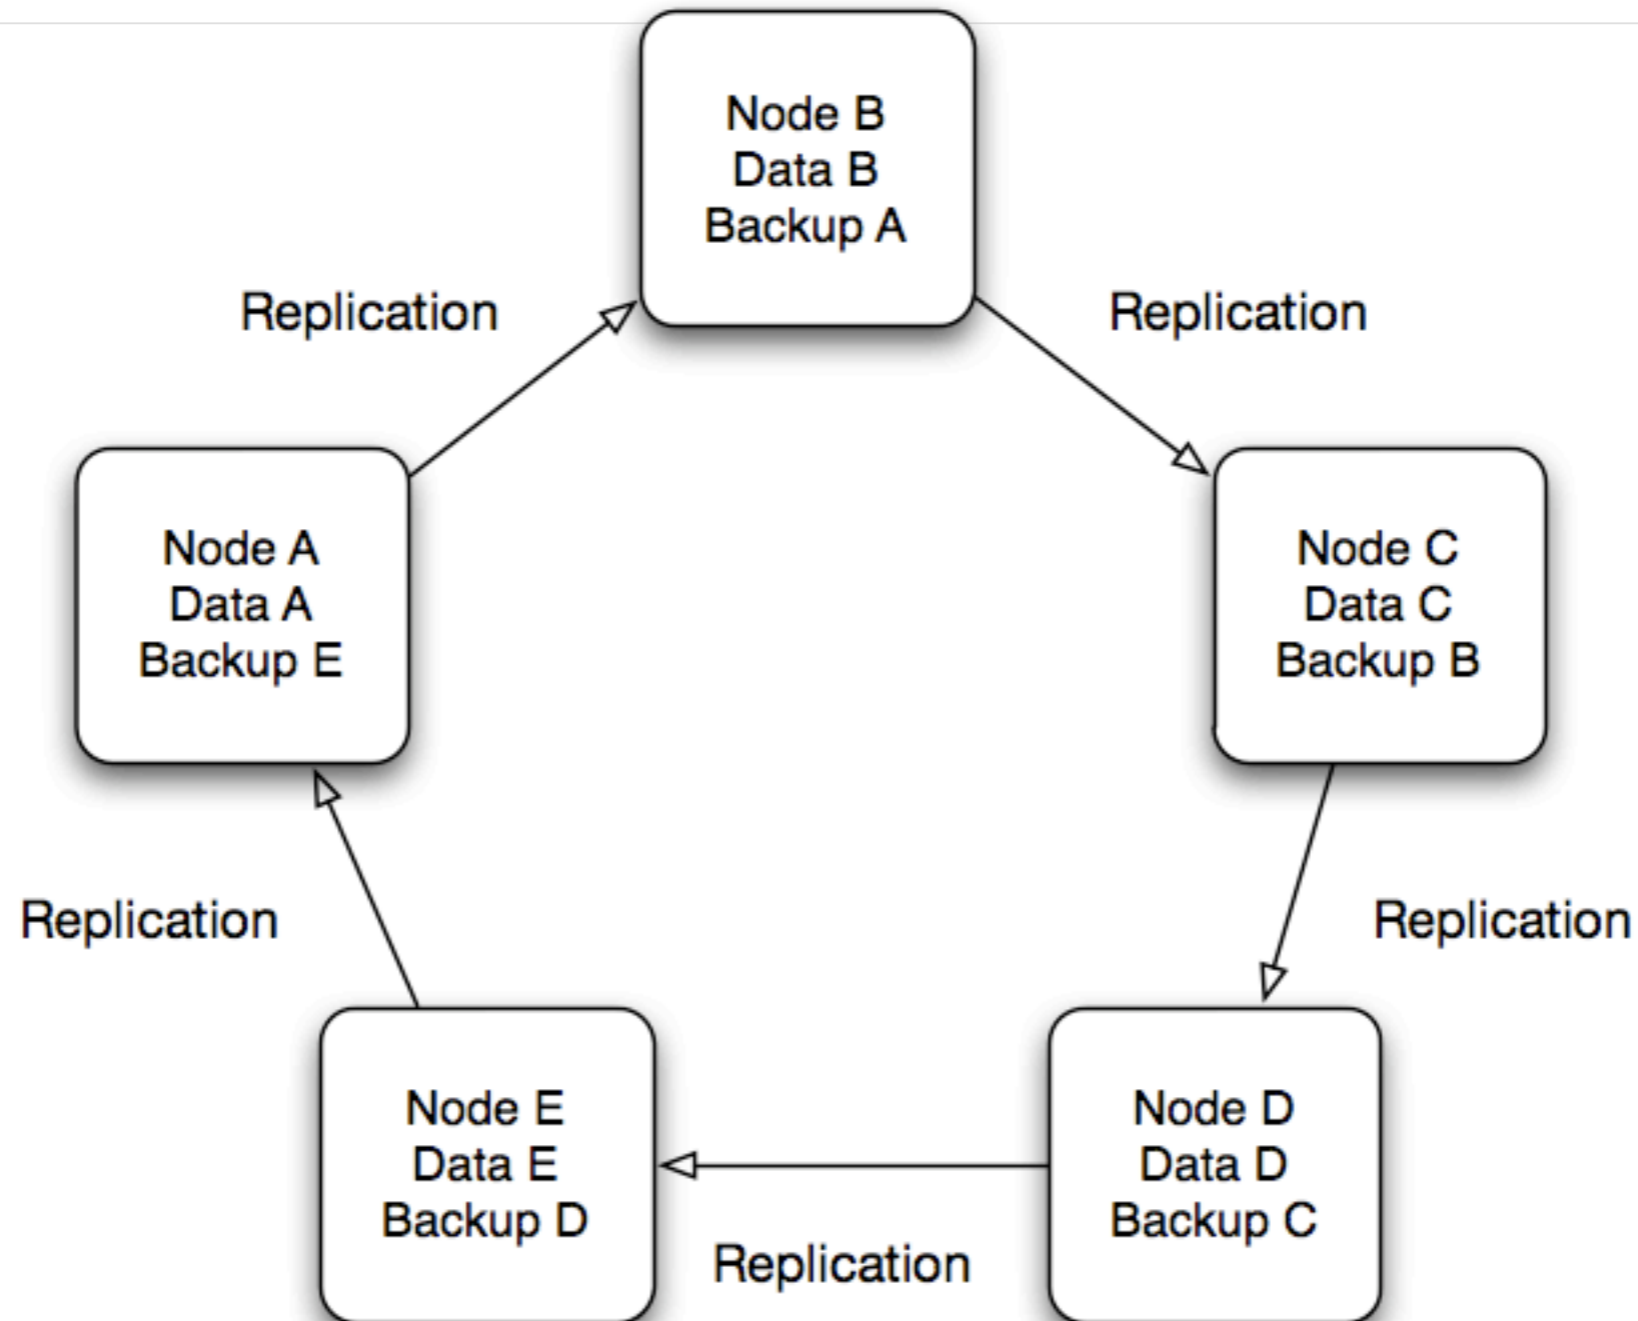 Node B
Data B
Backup A
Replication
Replication
Node A
Data A
Backup E
Node C
Data C
Backup B
Replication
Replication
Node E
Data E
Backup D
Node D
Data D
Backup C
Replication